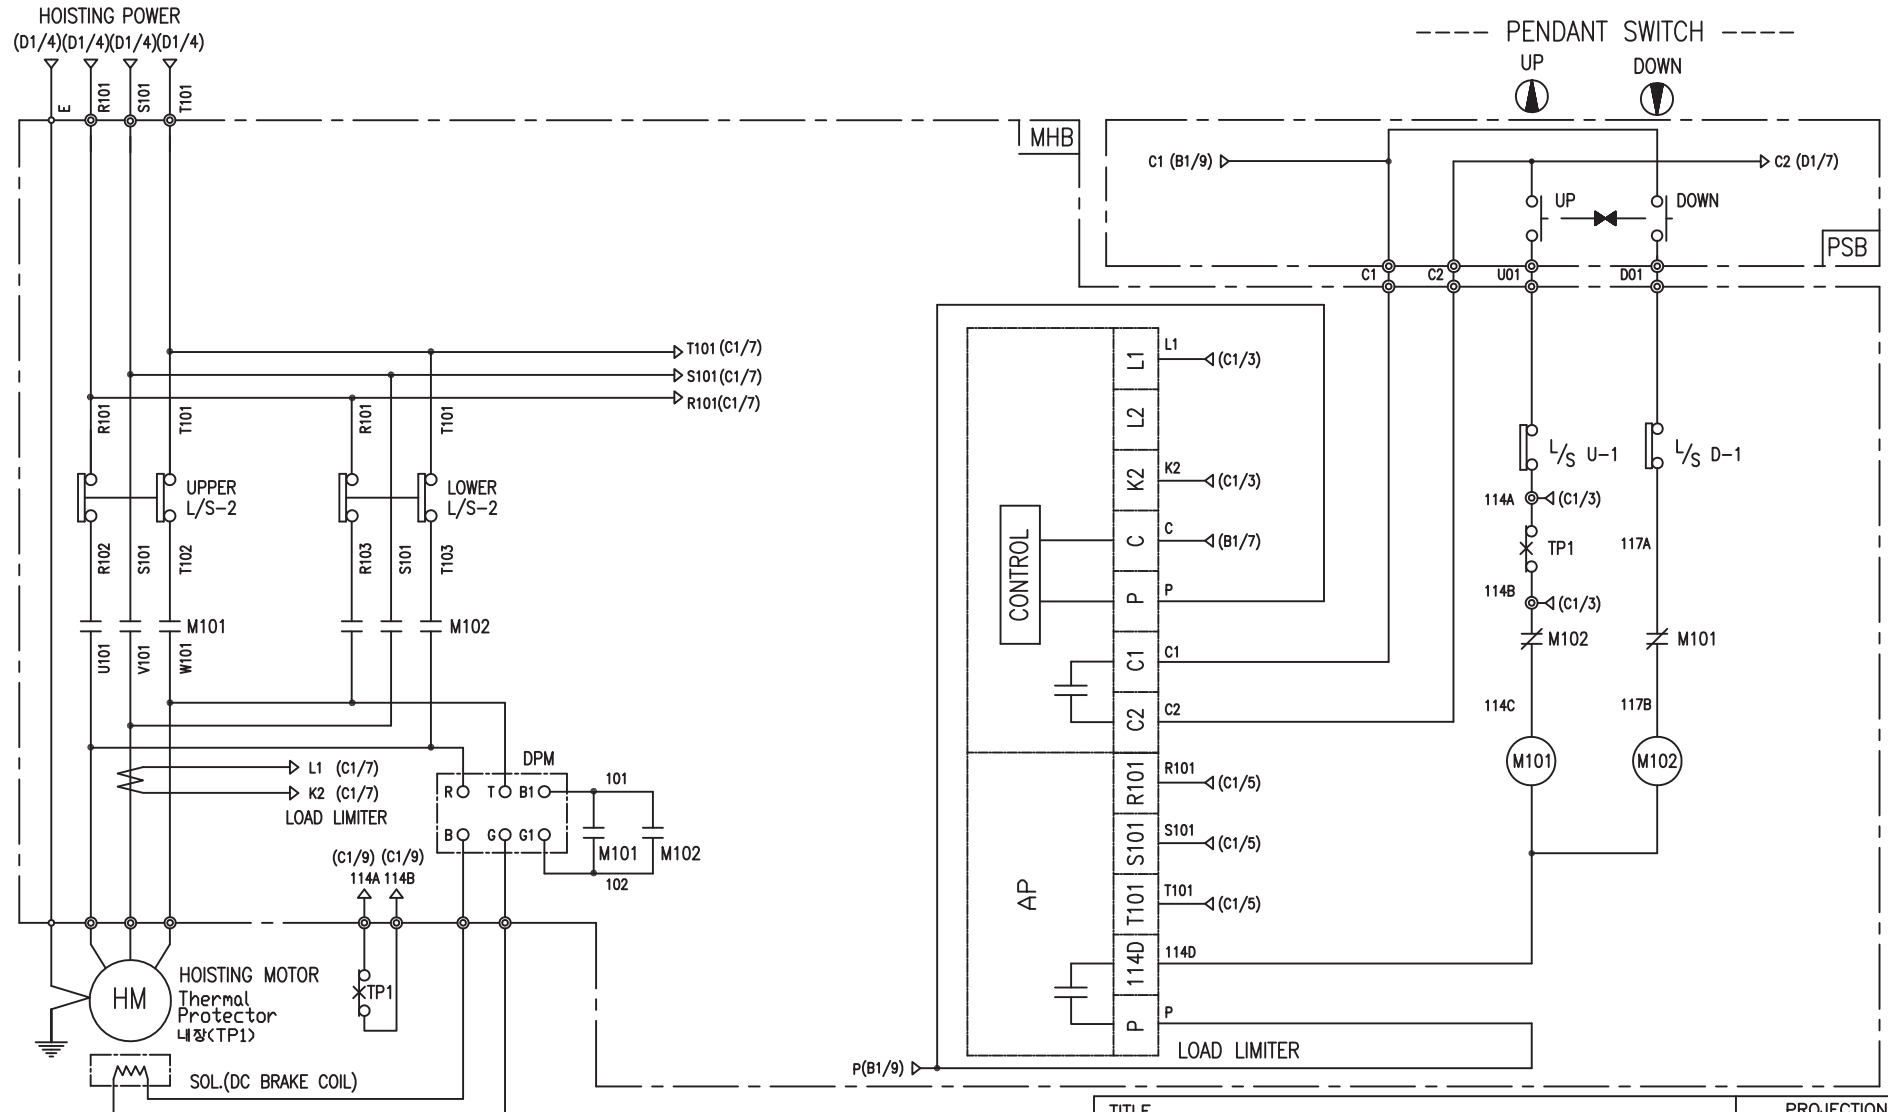 HOISTING POWER
(D1/4)(D1/4)(D1/4)(D1/4)
E
R101
S101
T101
MHB
PENDANT SWITCH
UP
DOWN
C1 (B1/9)
C2 (D1/7)
UP
DOWN
PSB
C1
C2
U01
D01
T101 (C1/7)
S101 (C1/7)
R101(C1/7)
R101
T101
R101
T101
UPPER
L/S-2
LOWER
L/S-2
R102
S101
T102
R103
S101
T103
M101
M102
U101
V101
W101
L1 (C1/7)
K2 (C1/7)
LOAD LIMITER
DPM
R
T
B1
B
G
G1
101
M101
M102
102
(C1/9) (C1/9)
114A 114B
TP1
HM
HOISTING MOTOR
Thermal
Protector
내장(TP1)
SOL.(DC BRAKE COIL)
CONTROL
AP
L1
L1
(C1/3)
L2
K2
K2
(C1/3)
C
C
(B1/7)
P
P
C1
C1
C2
C2
R101
R101
(C1/5)
S101
S101
(C1/5)
T101
T101
(C1/5)
114D
114D
P
P
LOAD LIMITER
P(B1/9)
L/S U-1
L/S D-1
114A
(C1/3)
TP1
117A
114B
(C1/3)
M102
M101
114C
117B
M101
M102
TITLE
PROJECTION